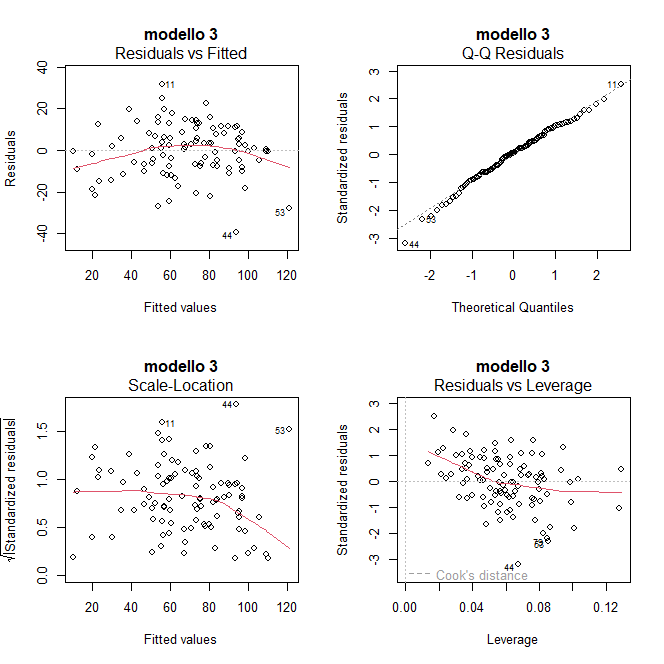 modello 3
Residuals vs Fitted
Residuals
40
20
0
-20
-40
11
53
44
20 40 60 80 100 120
Fitted values
modello 3
Q-Q Residuals
Standardized residuals
3
2
1
0
-1
-2
-3
11
53
44
-2 -1 0 1 2
Theoretical Quantiles
modello 3
Scale-Location
√|Standardized residuals|
1.5
1.0
0.5
0.0
44
11
53
20 40 60 80 100 120
Fitted values
modello 3
Residuals vs Leverage
Standardized residuals
3
2
1
0
-1
-2
-3
53
44
Cook's distance
0.00 0.04 0.08 0.12
Leverage